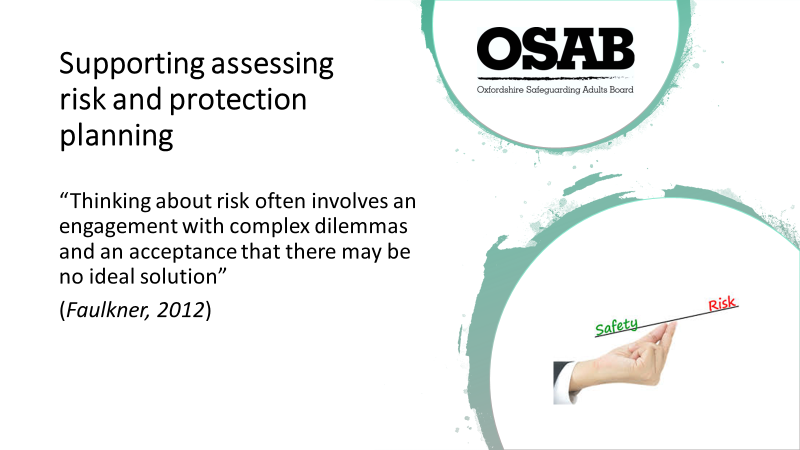 Supporting assessing
risk and protection
planning
“Thinking about risk often involves an
engagement with complex dilemmas
and an acceptance that there may be
no ideal solution”
(Faulkner, 2012)
OSAB
Oxfordshire Safeguarding Adults Board
Safety
Risk